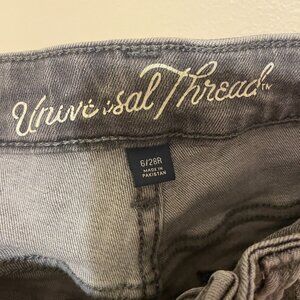 Universal Thread™
6/28R
MADE IN
PAKISTAN